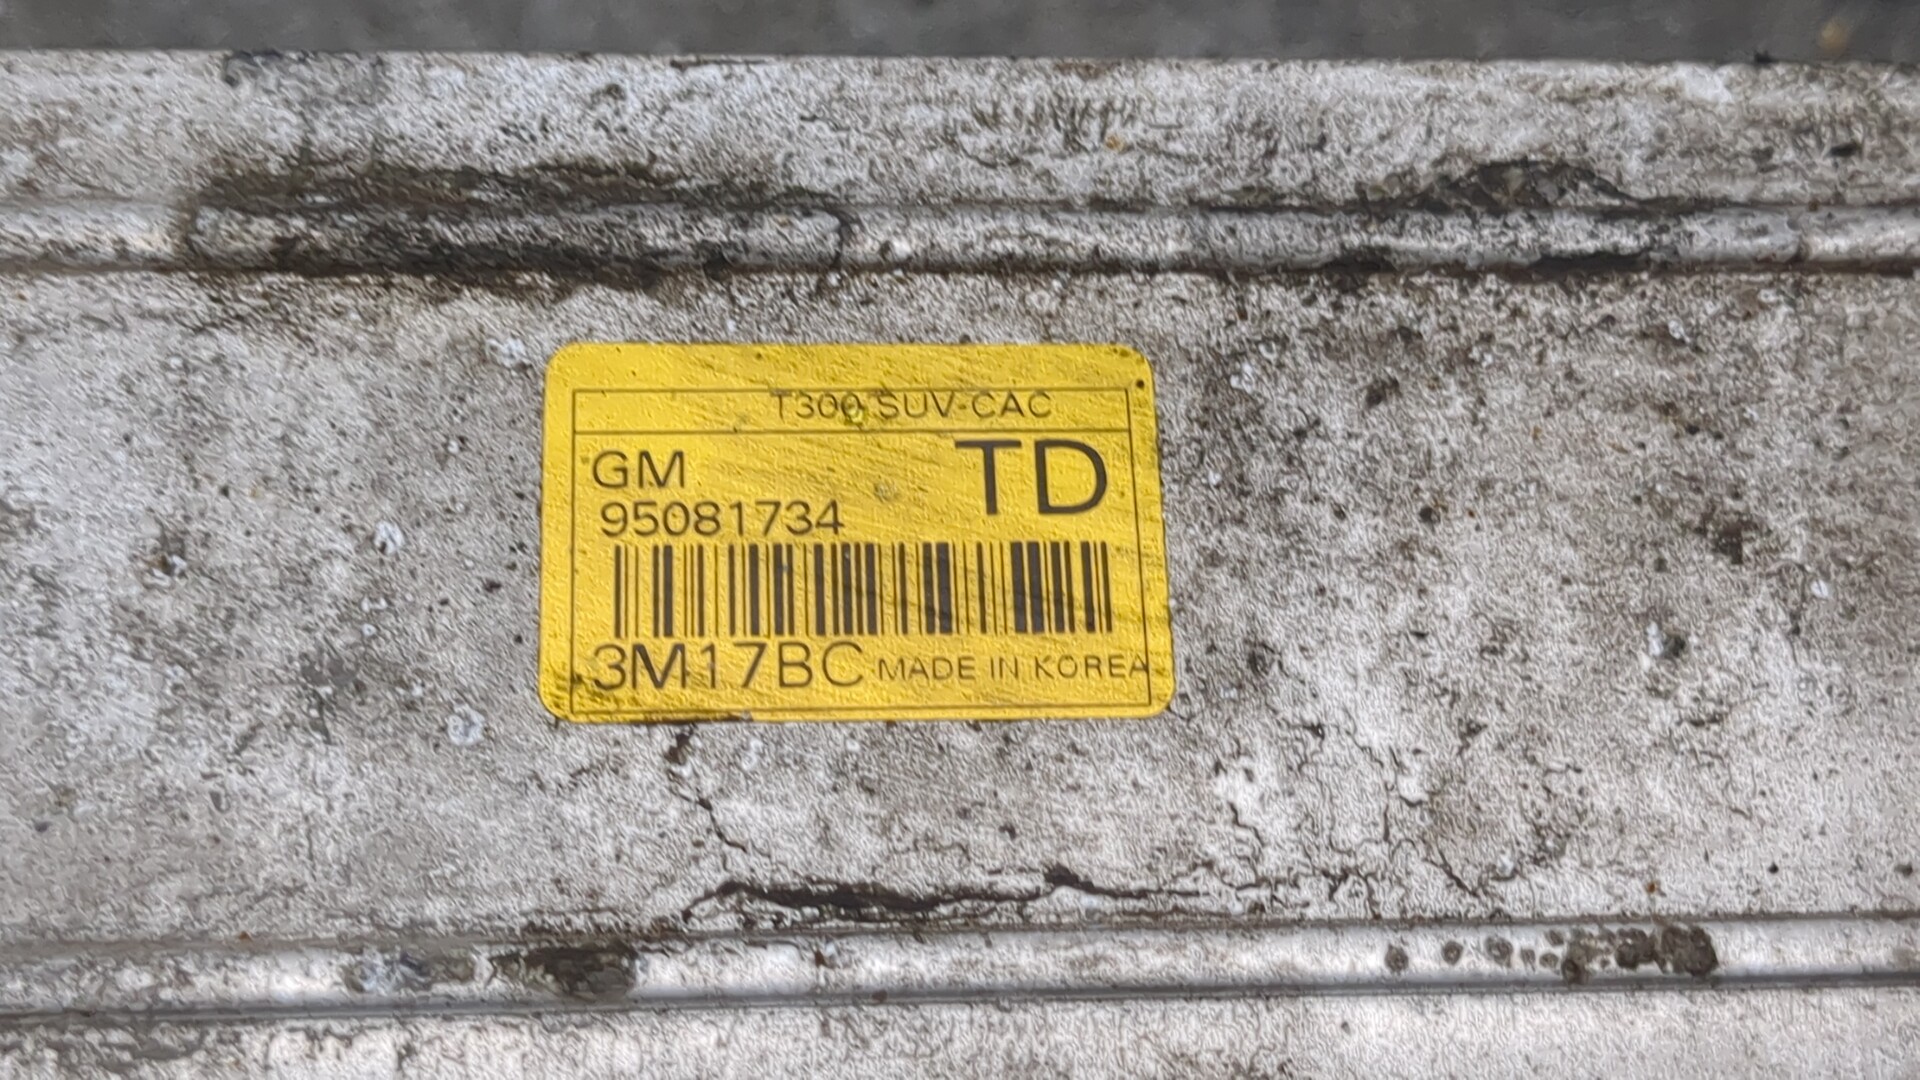 T300 SUV-CAC
GM TD
95081734
3M17BC MADE IN KOREA